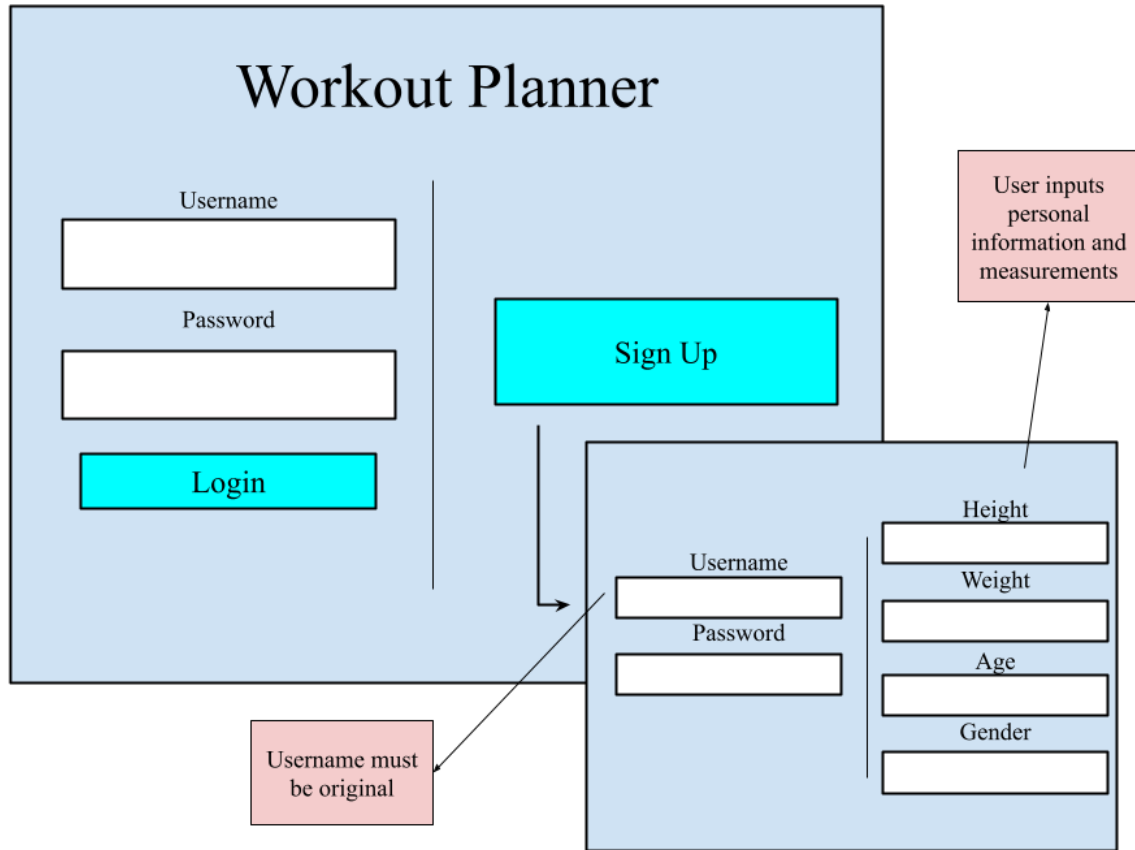 Workout Planner
Username
Password
Login
Sign Up
User inputs
personal
information and
measurements
Username
Password
Height
Weight
Age
Gender
Username must
be original